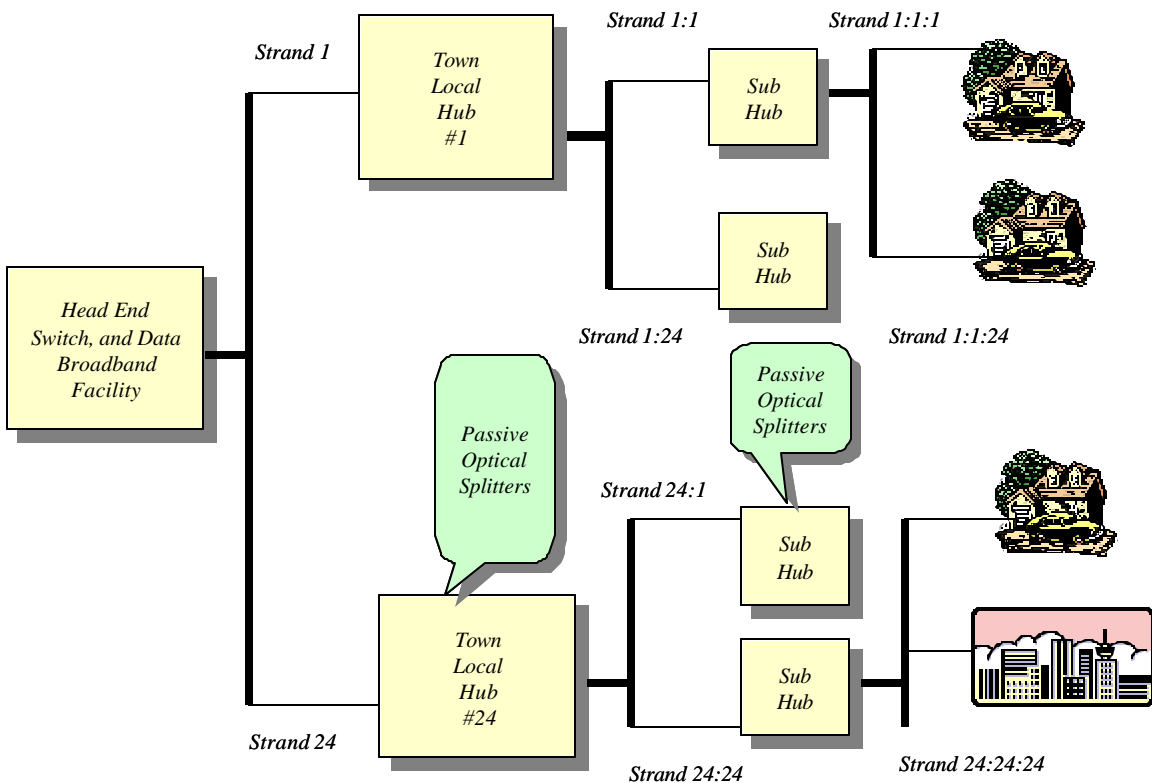 Strand 1
Strand 1:1
Strand 1:1:1
Town
Local
Hub
#1
Sub
Hub
Sub
Hub
Head End
Switch, and Data
Broadband
Facility
Strand 1:24
Strand 1:1:24
Passive
Optical
Splitters
Passive
Optical
Splitters
Strand 24:1
Sub
Hub
Town
Local
Hub
#24
Sub
Hub
Strand 24
Strand 24:24
Strand 24:24:24